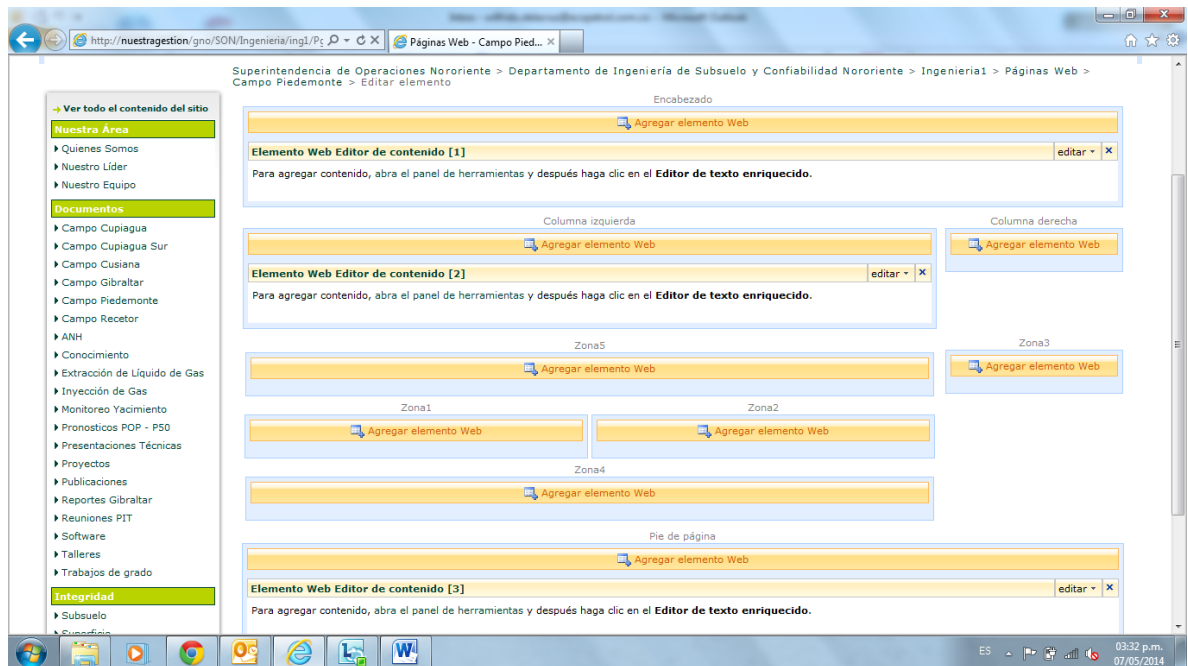 http://nuestragestion/gno/SON/Ingenieria/ing1/Pá
Páginas Web - Campo Pied...
Superintendencia de Operaciones Nororiente > Departamento de Ingeniería de Subsuelo y Confiabilidad Nororiente > Ingenieria1 > Páginas Web >
Campo Piedemonte > Editar elemento
Ver todo el contenido del sitio
Nuestra Área
Quienes Somos
Nuestro Líder
Nuestro Equipo
Documentos
Campo Cupiagua
Campo Cupiagua Sur
Campo Cusiana
Campo Gibraltar
Campo Piedemonte
Campo Recetor
ANH
Conocimiento
Extracción de Líquido de Gas
Inyección de Gas
Monitoreo Yacimiento
Pronosticos POP - P50
Presentaciones Técnicas
Proyectos
Publicaciones
Reportes Gibraltar
Reuniones PIT
Software
Talleres
Trabajos de grado
Integridad
Subsuelo
Superficie
Encabezado
Agregar elemento Web
Elemento Web Editor de contenido [1] editar
Para agregar contenido, abra el panel de herramientas y después haga clic en el Editor de texto enriquecido.
Columna izquierda
Agregar elemento Web
Elemento Web Editor de contenido [2] editar
Para agregar contenido, abra el panel de herramientas y después haga clic en el Editor de texto enriquecido.
Columna derecha
Agregar elemento Web
Zona5
Agregar elemento Web
Zona3
Agregar elemento Web
Zona1
Agregar elemento Web
Zona2
Agregar elemento Web
Zona4
Agregar elemento Web
Pie de página
Agregar elemento Web
Elemento Web Editor de contenido [3] editar
Para agregar contenido, abra el panel de herramientas y después haga clic en el Editor de texto enriquecido.
ES
03:32 p.m.
07/05/2014